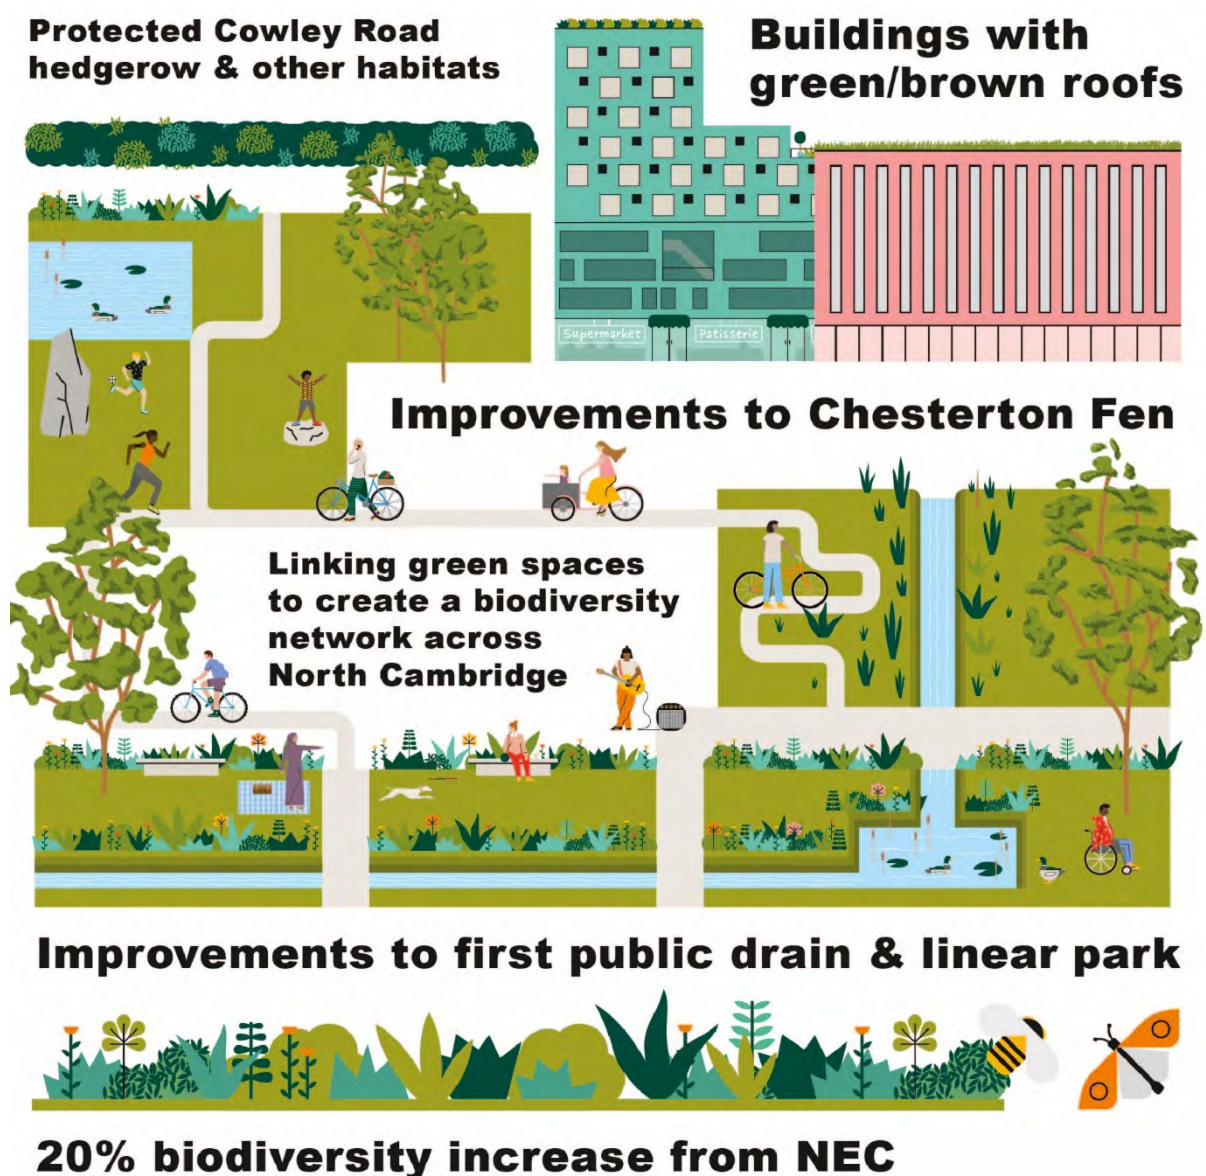 Protected Cowley Road
hedgerow & other habitats
Buildings with
green/brown roofs
Supermarket
Patisserie
Improvements to Chesterton Fen
Linking green spaces
to create a biodiversity
network across
North Cambridge
Improvements to first public drain & linear park
20% biodiversity increase from NEC